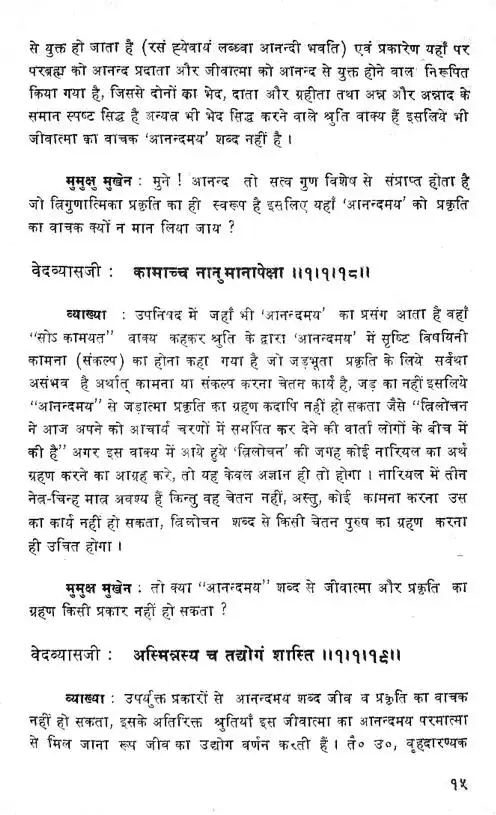 से युक्त हो जाता है (रसं ह्येवायं लब्ध्वा आनन्दी भवति) एवं प्रकारेण यहाँ पर
परब्रह्म को आनन्द प्रदाता और जीवात्मा को आनन्द से युक्त होने वाल निरूपित
किया गया है, जिससे दोनों का भेद, दाता और ग्रहीता तथा अन्न और अन्नाद के
समान स्पष्ट सिद्ध है अन्यत्र भी भेद सिद्ध करने वाले श्रुति वाक्य हैं इसलिये भी
जीवात्मा का वाचक ‘आनन्दमय’ शब्द नहीं है ।
मुमुक्षु मुखेन : मुने ! आनन्द तो सत्व गुण विशेष से संप्राप्त होता है
जो त्रिगुणात्मिका प्रकृति का ही स्वरूप है इसलिए यहाँ ‘आनन्दमय’ को प्रकृति
का वाचक क्यों न मान लिया जाय ?
वेदव्यासजी : कामाच्च नानुमानापेक्षा ॥१।१।१८॥
व्याख्या : उपनिषद में जहाँ भी ‘आनन्दमय’ का प्रसंग आता है वहाँ
“सोऽ कामयत” वाक्य कहकर श्रुति के द्वारा ‘आनन्दमय’ में सृष्टि विषयिनी
कामना (संकल्प) का होना कहा गया है जो जड़भूता प्रकृति के लिये सर्वथा
असंभव है अर्थात् कामना या संकल्प करना चेतन कार्य है, जड़ का नहीं इसलिये
“आनन्दमय” से जड़ात्मा प्रकृति का ग्रहण कदापि नहीं हो सकता जैसे “त्रिलोचन
ने आज अपने को आचार्य चरणों में समर्पित कर देने की वार्ता लोगों के बीच में
की है” अगर इस वाक्य में आये हुये ‘त्रिलोचन’ की जगह कोई नारियल का अर्थ
ग्रहण करने का आग्रह करे, तो यह केवल अज्ञान ही तो होगा । नारियल में तीन
नेत्र-चिन्ह मात्र अवश्य हैं किन्तु वह चेतन नहीं, अस्तु, कोई कामना करना उस
का कार्य नहीं हो सकता, त्रिलोचन शब्द से किसी चेतन पुरुष का ग्रहण करना
ही उचित होगा ।
मुमुक्ष मुखेन : तो क्या “आनन्दमय” शब्द से जीवात्मा और प्रकृति का
ग्रहण किसी प्रकार नहीं हो सकता ?
वेदव्यासजी : अस्मिन्नस्य च तद्योगं शास्ति ॥१।१।१९॥
व्याख्या : उपर्युक्त प्रकारों से आनन्दमय शब्द जीव व प्रकृति का वाचक
नहीं हो सकता, इसके अतिरिक्त श्रुतियाँ इस जीवात्मा का आनन्दमय परमात्मा
से मिल जाना रूप जीव का उद्योग वर्णन करती हैं । तै० उ०, वृहदारण्यक
१५